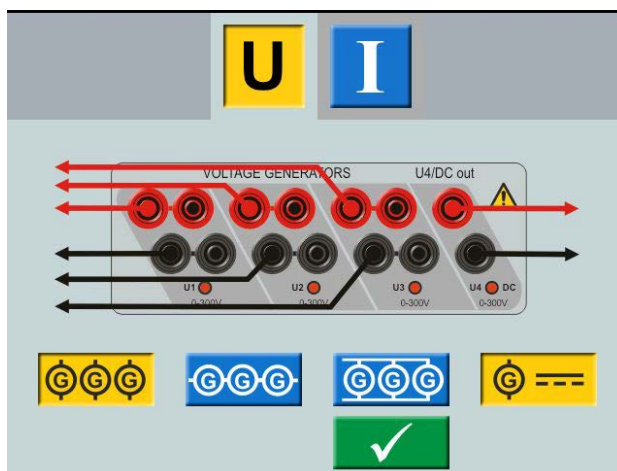 U I
VOLTAGE GENERATORS U4/DC out
U1 U2 U3 U4 DC
0-300V 0-300V 0-300V 0-300V
G G G G G G G G G G